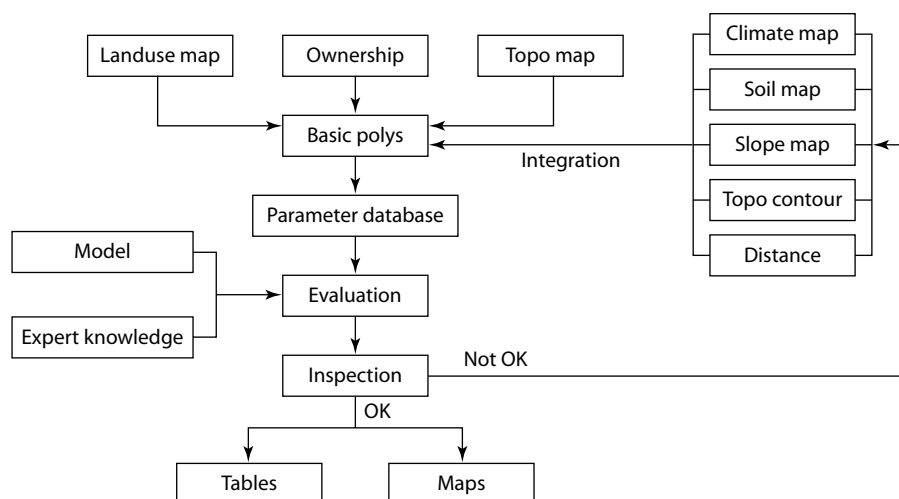 Climate map
Landuse map
Ownership
Topo map
Soil map
Basic polys
Slope map
Integration
Topo contour
Parameter database
Model
Distance
Evaluation
Expert knowledge
Not OK
Inspection
OK
Tables
Maps